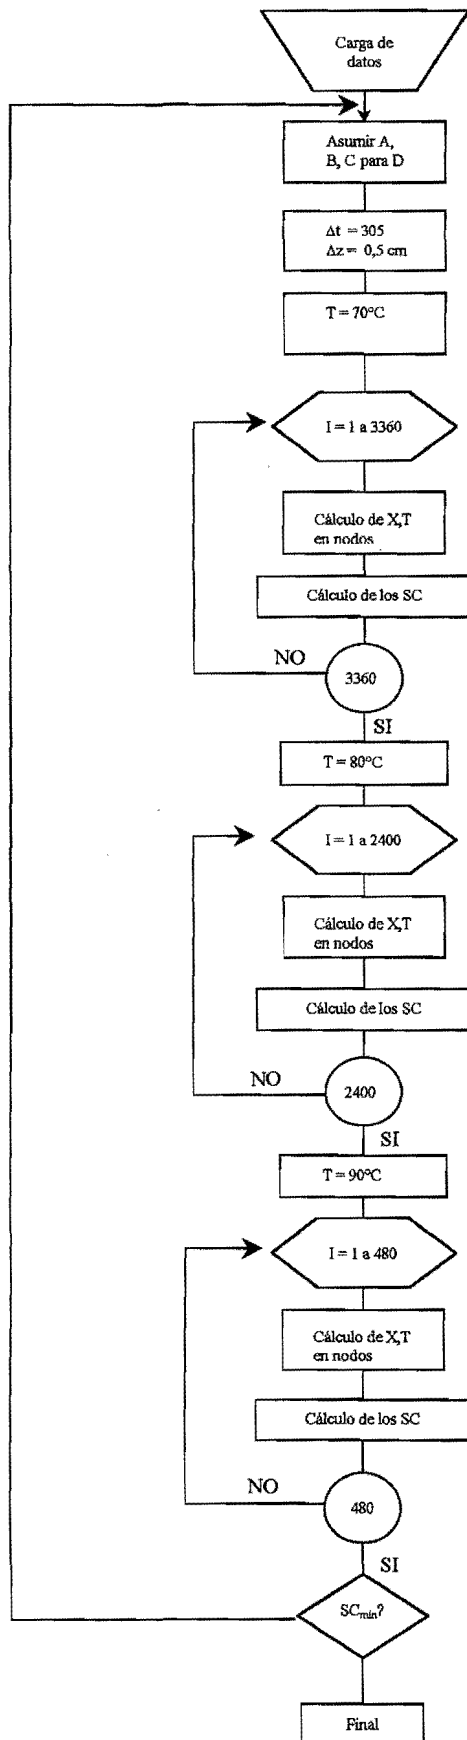 Carga de
datos
Asumir A,
B, C para D
Δt = 305
Δz = 0,5 cm
T = 70°C
I = 1 a 3360
Cálculo de X,T
en nodos
Cálculo de los SC
NO
3360
SI
T = 80°C
I = 1 a 2400
Cálculo de X,T
en nodos
Cálculo de los SC
NO
2400
SI
T = 90°C
I = 1 a 480
Cálculo de X,T
en nodos
Cálculo de los SC
NO
480
SI
SCmin?
Final